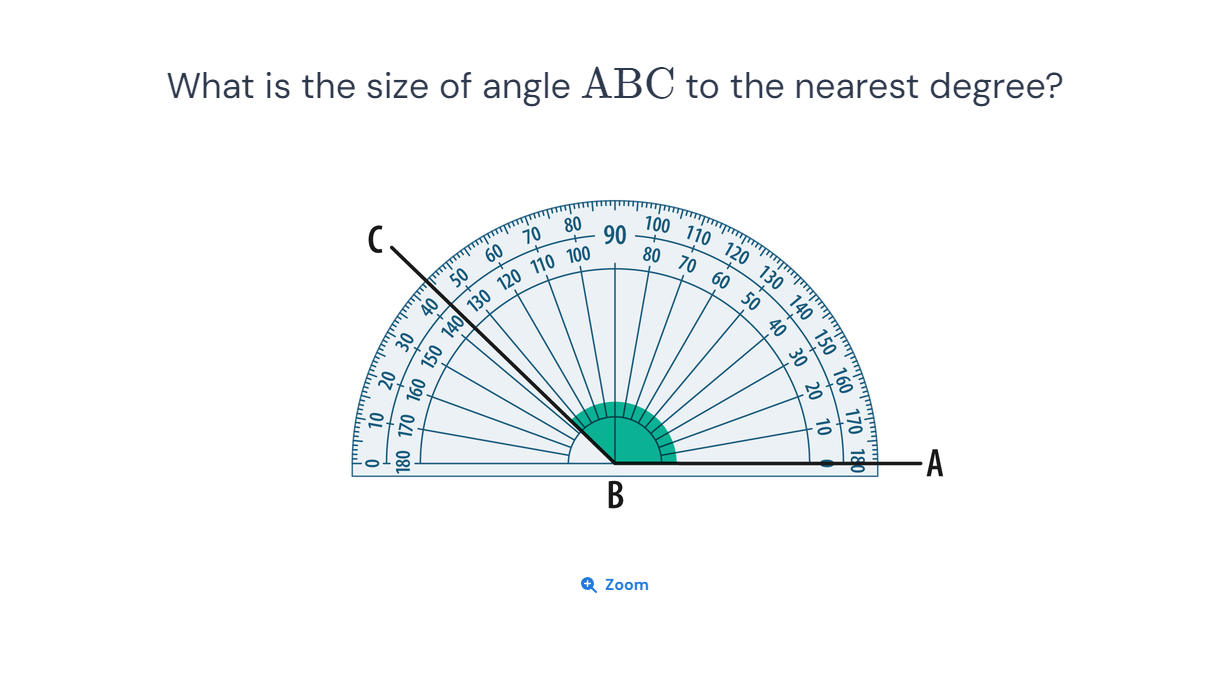 What is the size of angle ABC to the nearest degree?
C
0 10 20 30 40 50 60 70 80 90 100 110 120 130 140 150 160 170 180
180 170 160 150 140 130 120 110 100 80 70 60 50 40 30 20 10 0
A
B
Zoom